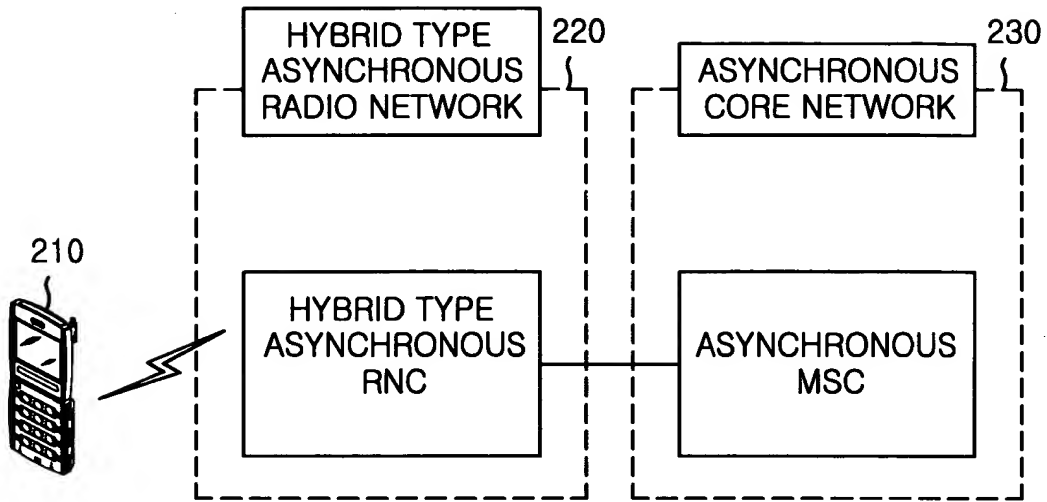 HYBRID TYPE
ASYNCHRONOUS
RADIO NETWORK
220
ASYNCHRONOUS
CORE NETWORK
230
210
HYBRID TYPE
ASYNCHRONOUS
RNC
ASYNCHRONOUS
MSC